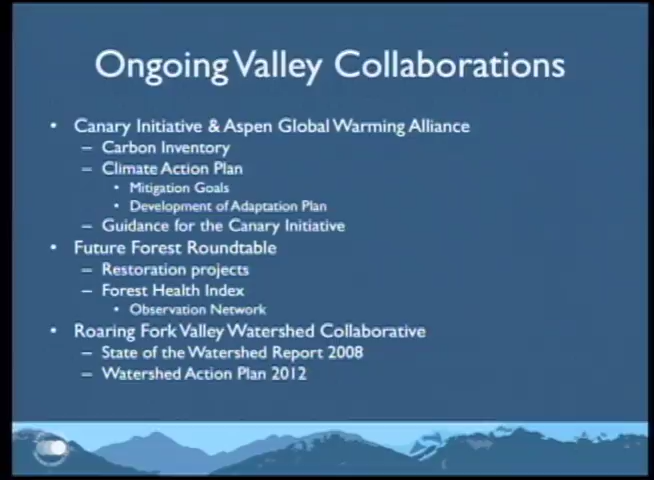 Ongoing Valley Collaborations
• Canary Initiative & Aspen Global Warming Alliance
– Carbon Inventory
– Climate Action Plan
• Mitigation Goals
• Development of Adaptation Plan
– Guidance for the Canary Initiative
• Future Forest Roundtable
– Restoration projects
– Forest Health Index
• Observation Network
• Roaring Fork Valley Watershed Collaborative
– State of the Watershed Report 2008
– Watershed Action Plan 2012